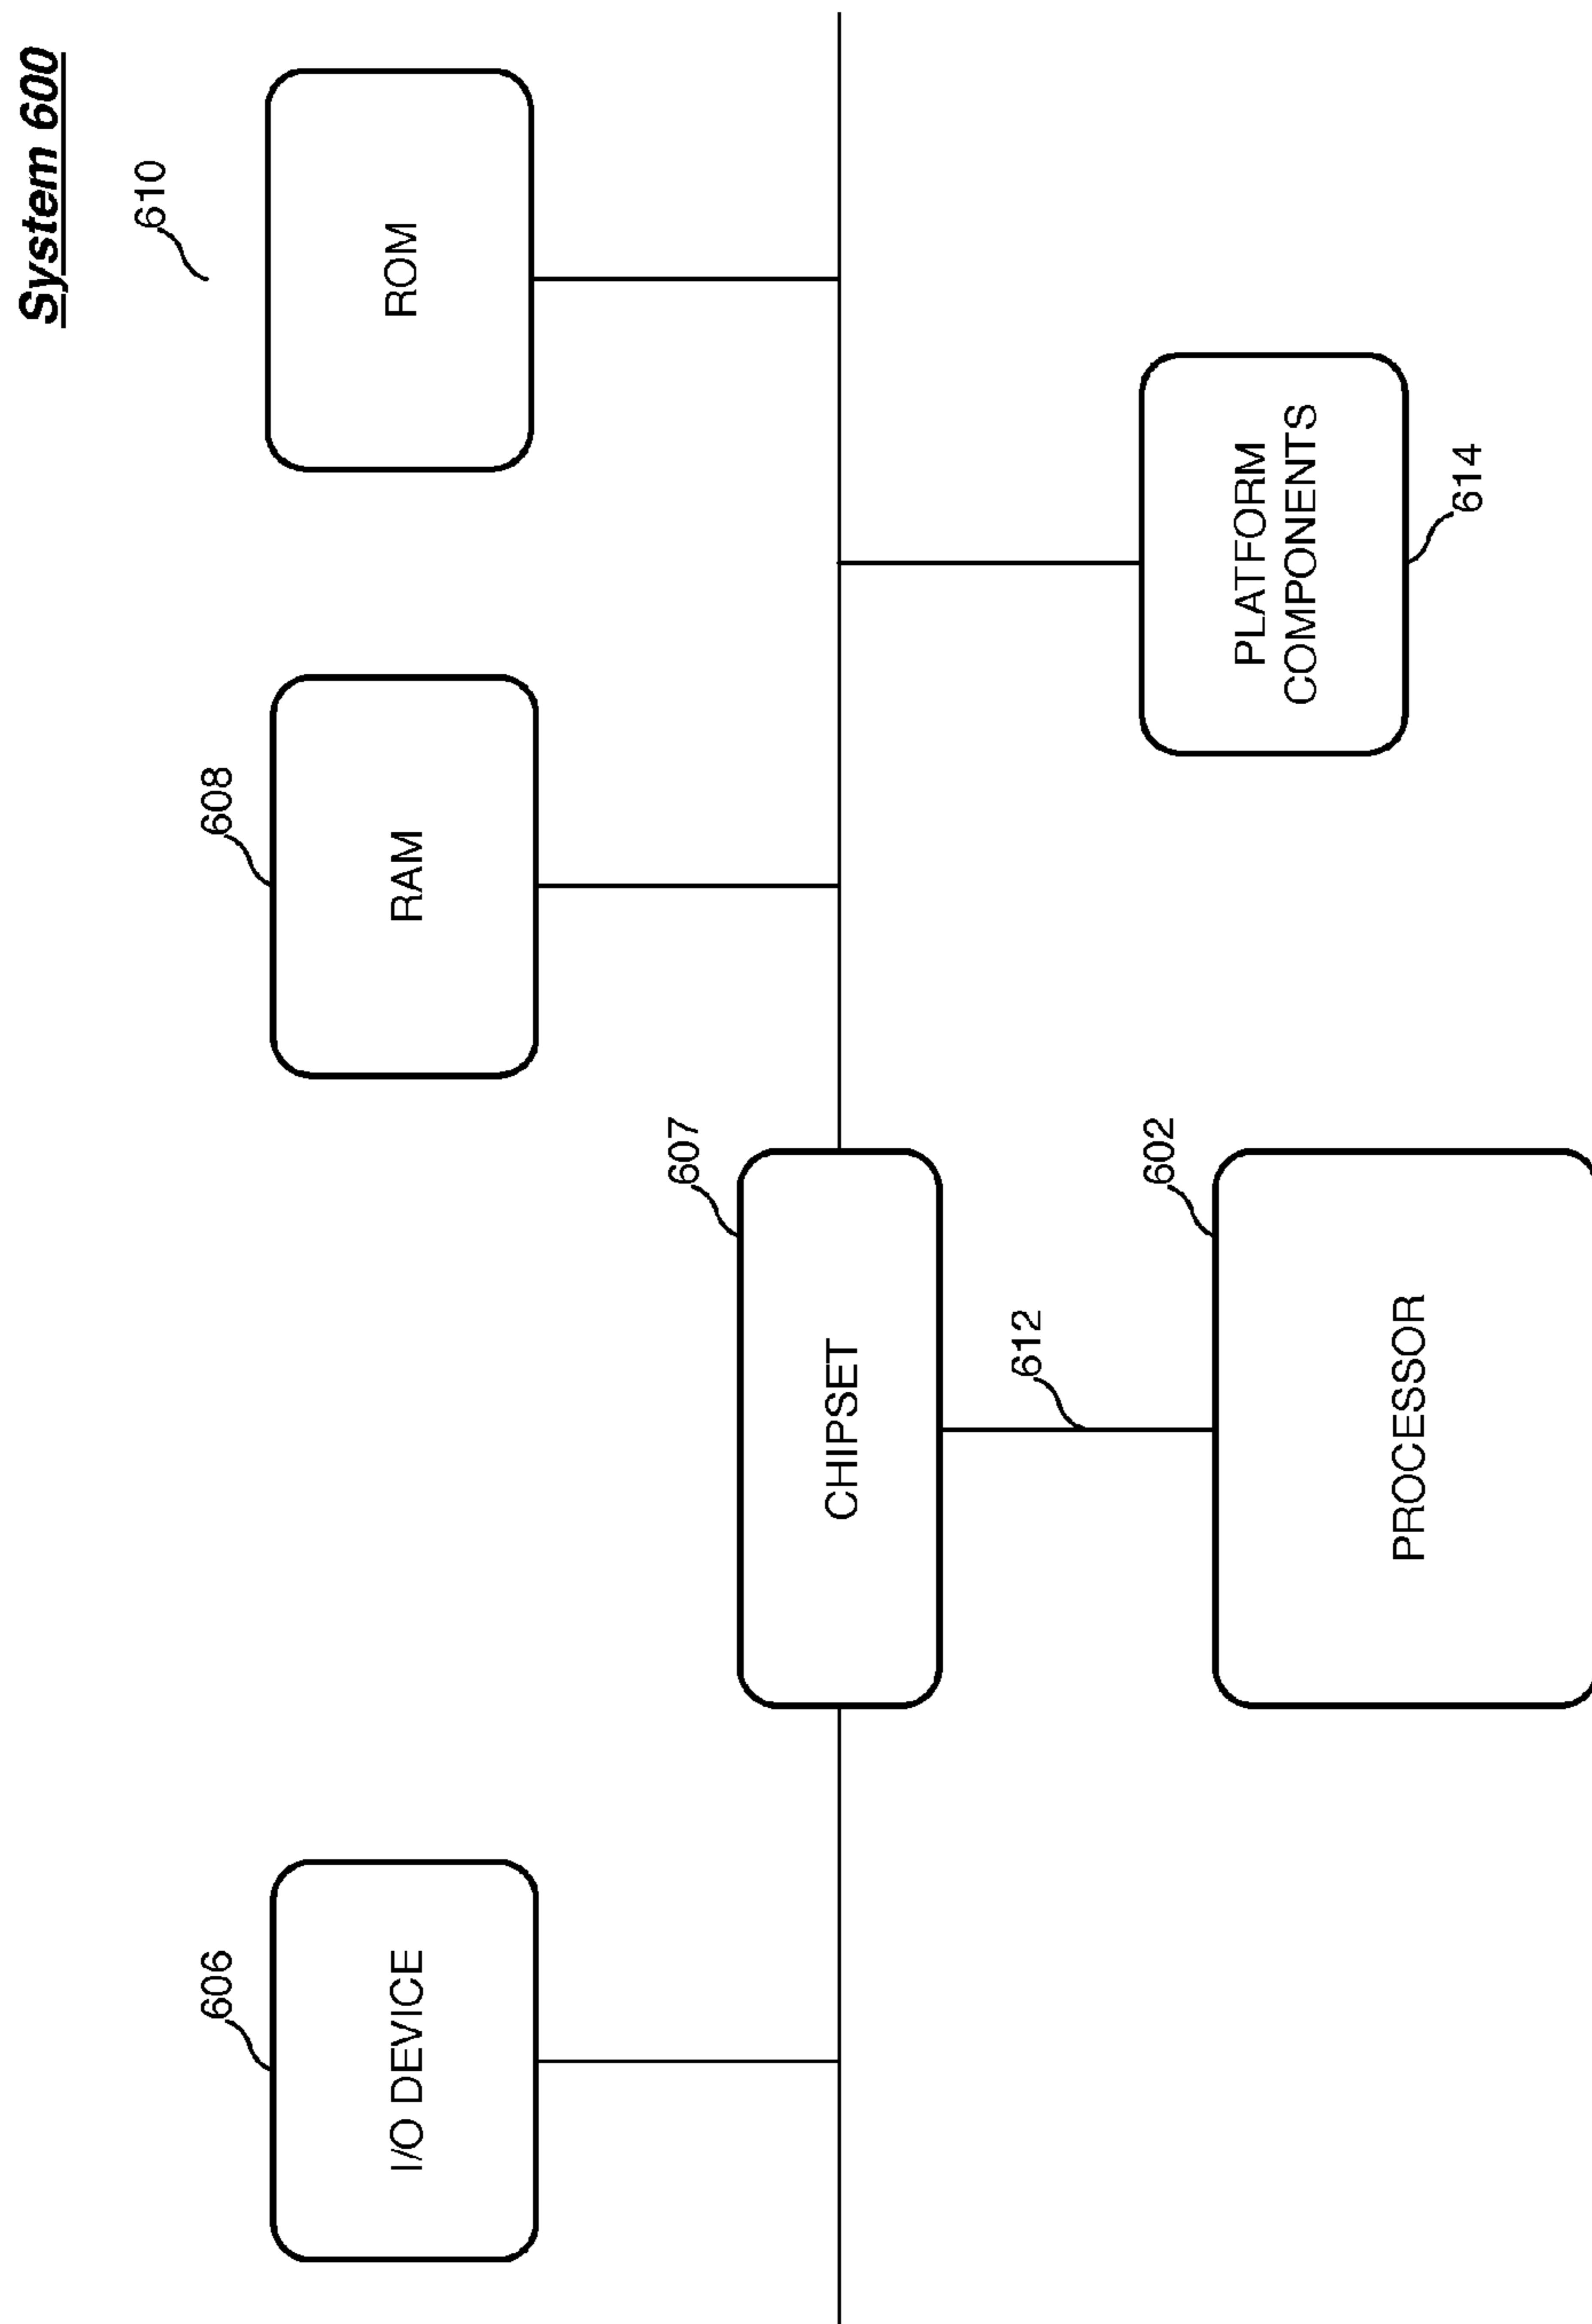 System 600
610
608
606
ROM
RAM
I/O DEVICE
607
CHIPSET
612
602
PROCESSOR
PLATFORM
COMPONENTS
614